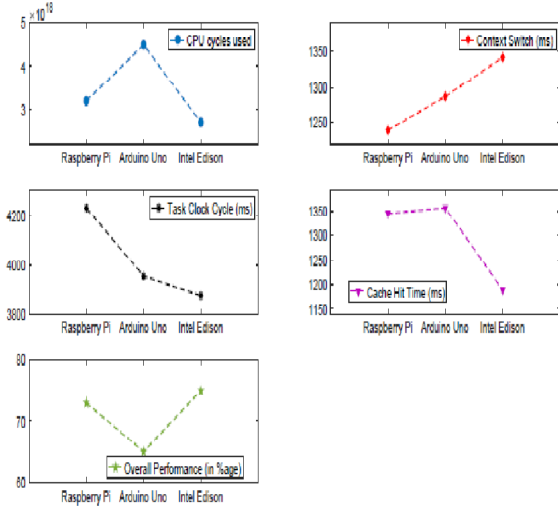 ×10^18
5
4
3
CPU cycles used
Raspberry Pi Arduino Uno Intel Edison
1350
1300
1250
Context Switch (ms)
Raspberry Pi Arduino Uno Intel Edison
4200
4000
3800
Task Clock Cycle (ms)
Raspberry Pi Arduino Uno Intel Edison
1350
1300
1250
1200
1150
Cache Hit Time (ms)
Raspberry Pi Arduino Uno Intel Edison
80
70
60
Overall Performance (in %age)
Raspberry Pi Arduino Uno Intel Edison